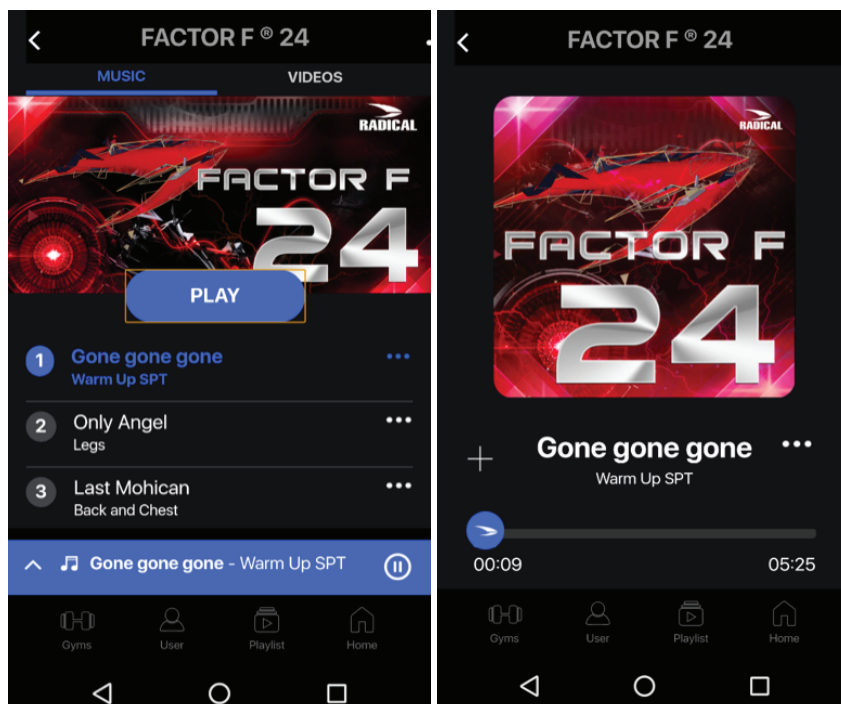 FACTOR F ® 24
MUSIC
VIDEOS
RADICAL
FACTOR F
24
PLAY
1
Gone gone gone
Warm Up SPT
2
Only Angel
Legs
3
Last Mohican
Back and Chest
Gone gone gone - Warm Up SPT
Gyms
User
Playlist
Home
FACTOR F ® 24
RADICAL
FACTOR F
24
Gone gone gone
Warm Up SPT
00:09
05:25
Gyms
User
Playlist
Home